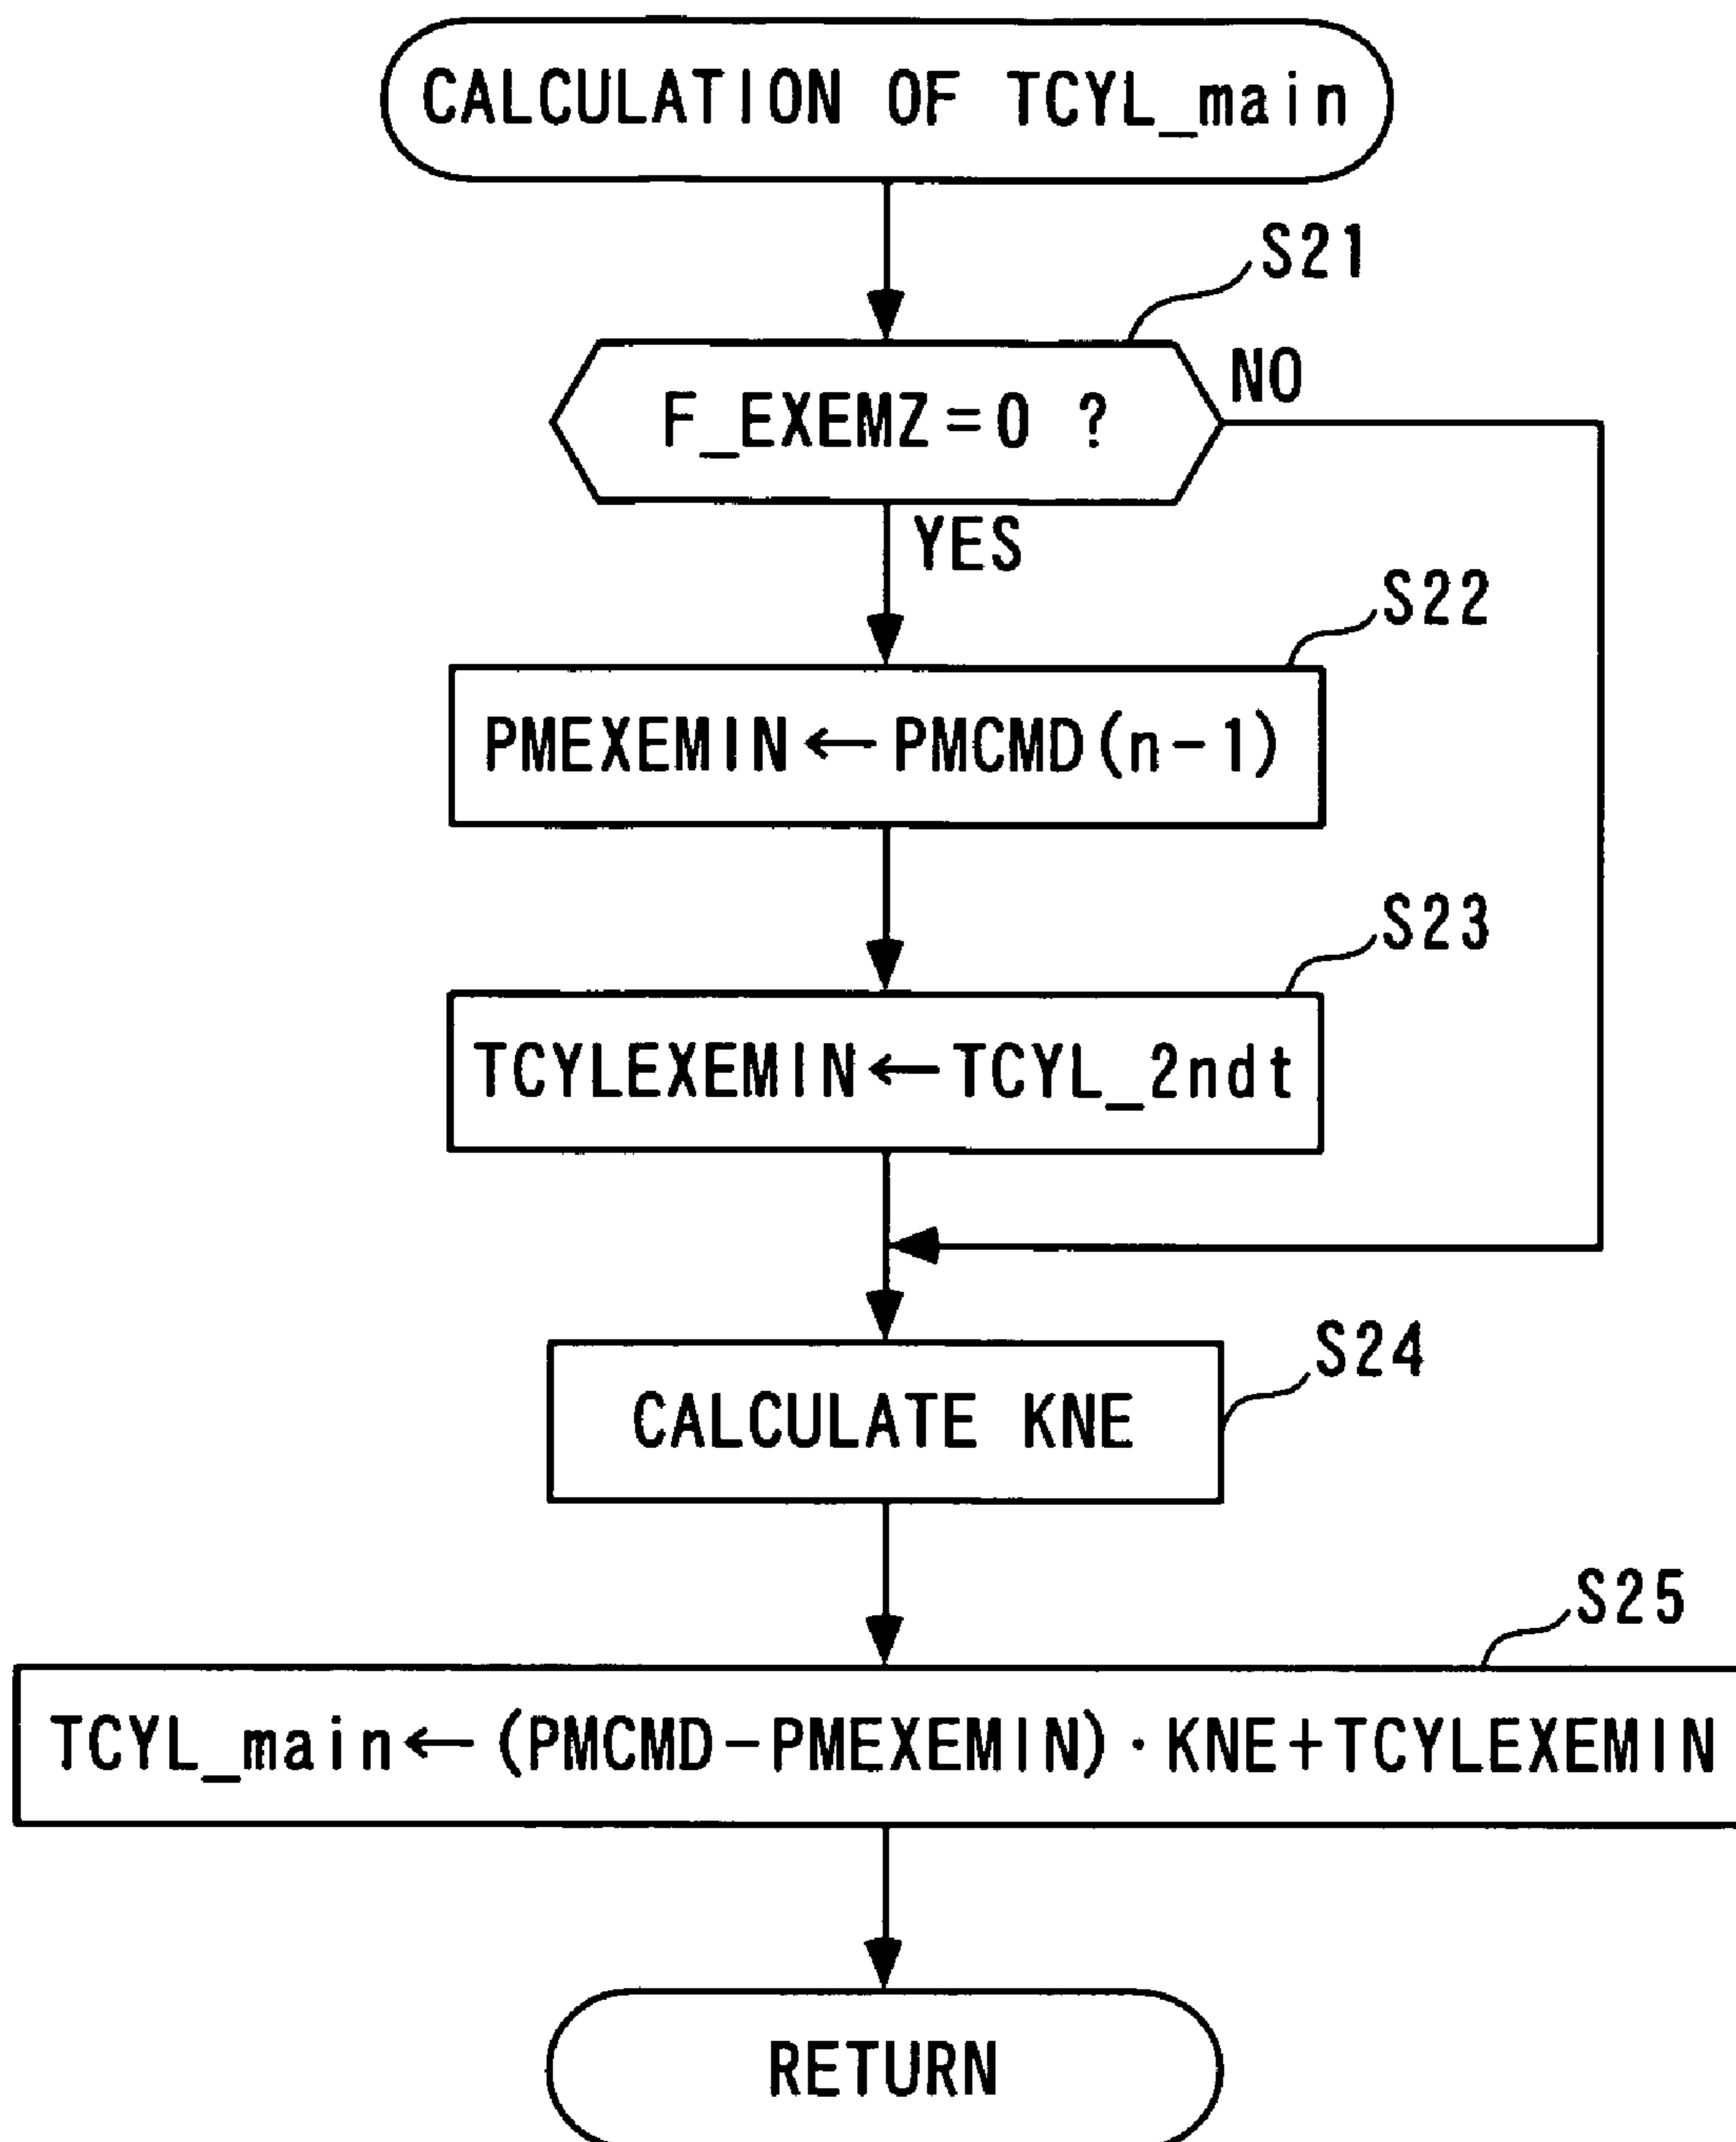 CALCULATION OF TCYL_main
S21
F_EXEMZ=0 ?
NO
YES
S22
PMEXEMIN←PMCMD(n-1)
S23
TCYLEXEMIN←TCYL_2ndt
S24
CALCULATE KNE
S25
TCYL_main←(PMCMD-PMEXEMIN)·KNE+TCYLEXEMIN
RETURN